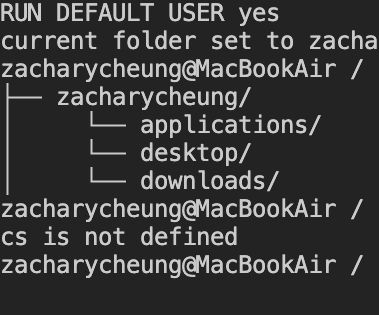 RUN DEFAULT USER yes
current folder set to zacha
zacharycheung@MacBookAir /
├── zacharycheung/
│     └── applications/
│     └── desktop/
│     └── downloads/
zacharycheung@MacBookAir /
cs is not defined
zacharycheung@MacBookAir /